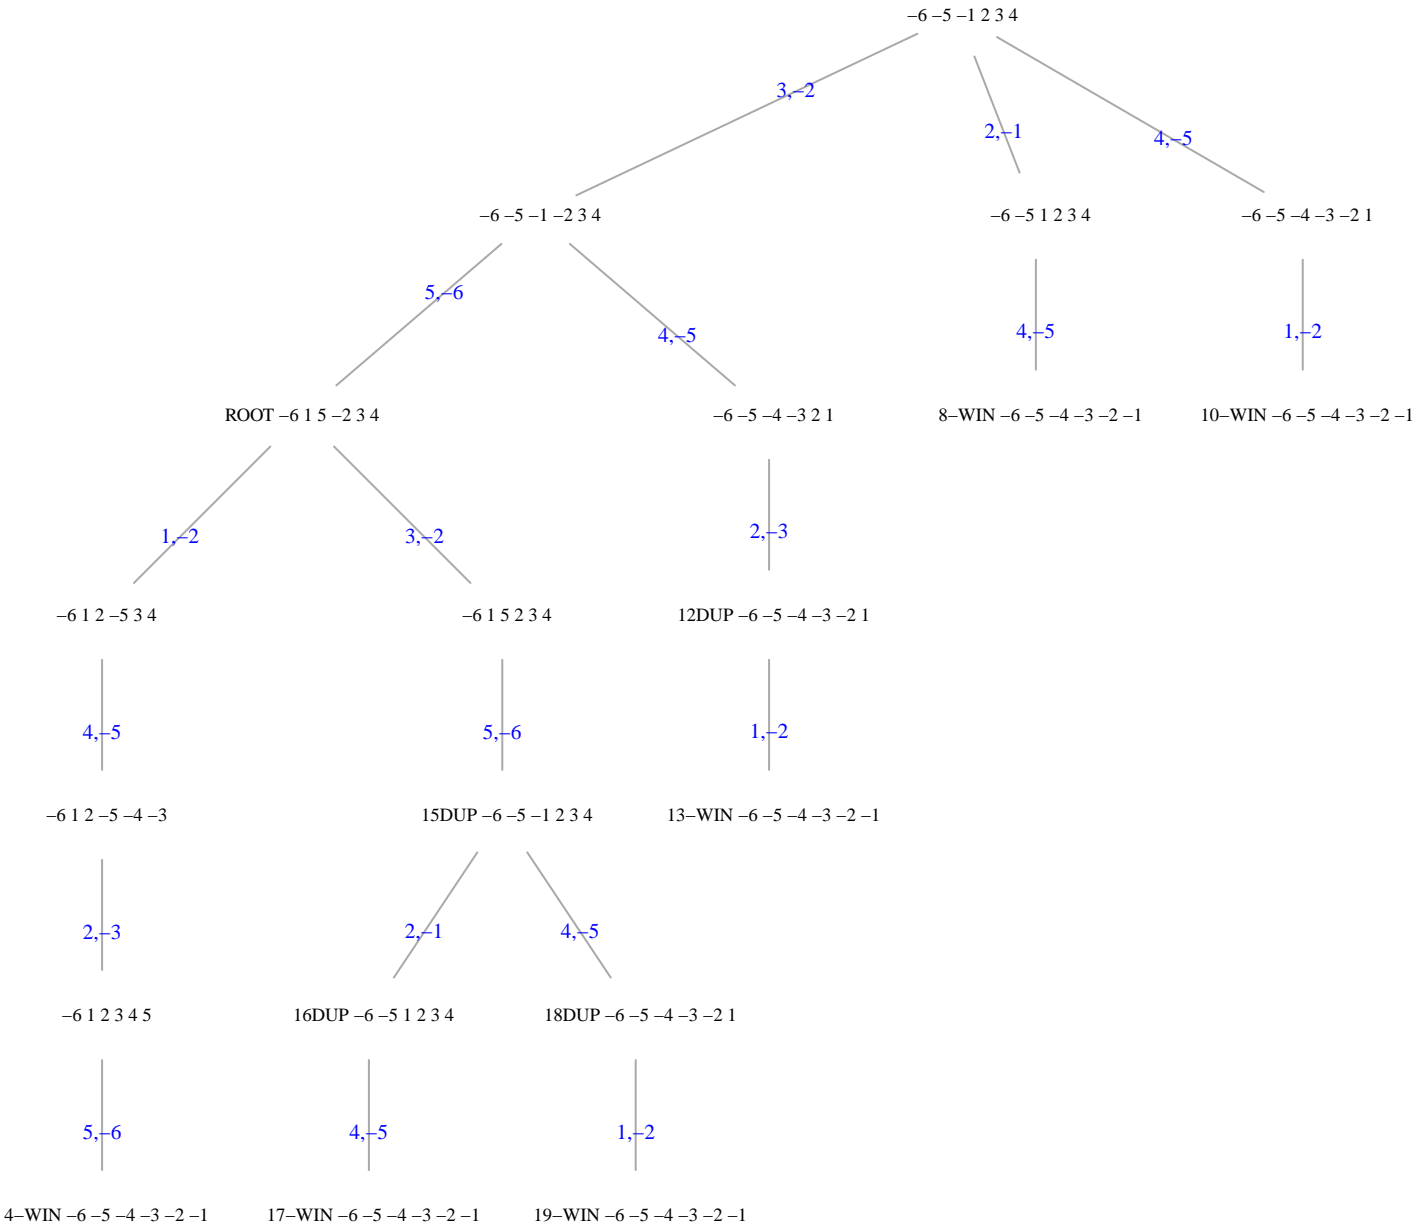 –6 –5 –1 2 3 4
3,–2
2,–1
4,–5
–6 –5 –1 –2 3 4
–6 –5 1 2 3 4
–6 –5 –4 –3 –2 1
5,–6
4,–5
4,–5
1,–2
ROOT –6 1 5 –2 3 4
–6 –5 –4 –3 2 1
8–WIN –6 –5 –4 –3 –2 –1
10–WIN –6 –5 –4 –3 –2 –1
1,–2
3,–2
2,–3
–6 1 2 –5 3 4
–6 1 5 2 3 4
12DUP –6 –5 –4 –3 –2 1
4,–5
5,–6
1,–2
–6 1 2 –5 –4 –3
15DUP –6 –5 –1 2 3 4
13–WIN –6 –5 –4 –3 –2 –1
2,–3
2,–1
4,–5
–6 1 2 3 4 5
16DUP –6 –5 1 2 3 4
18DUP –6 –5 –4 –3 –2 1
5,–6
4,–5
1,–2
4–WIN –6 –5 –4 –3 –2 –1
17–WIN –6 –5 –4 –3 –2 –1
19–WIN –6 –5 –4 –3 –2 –1